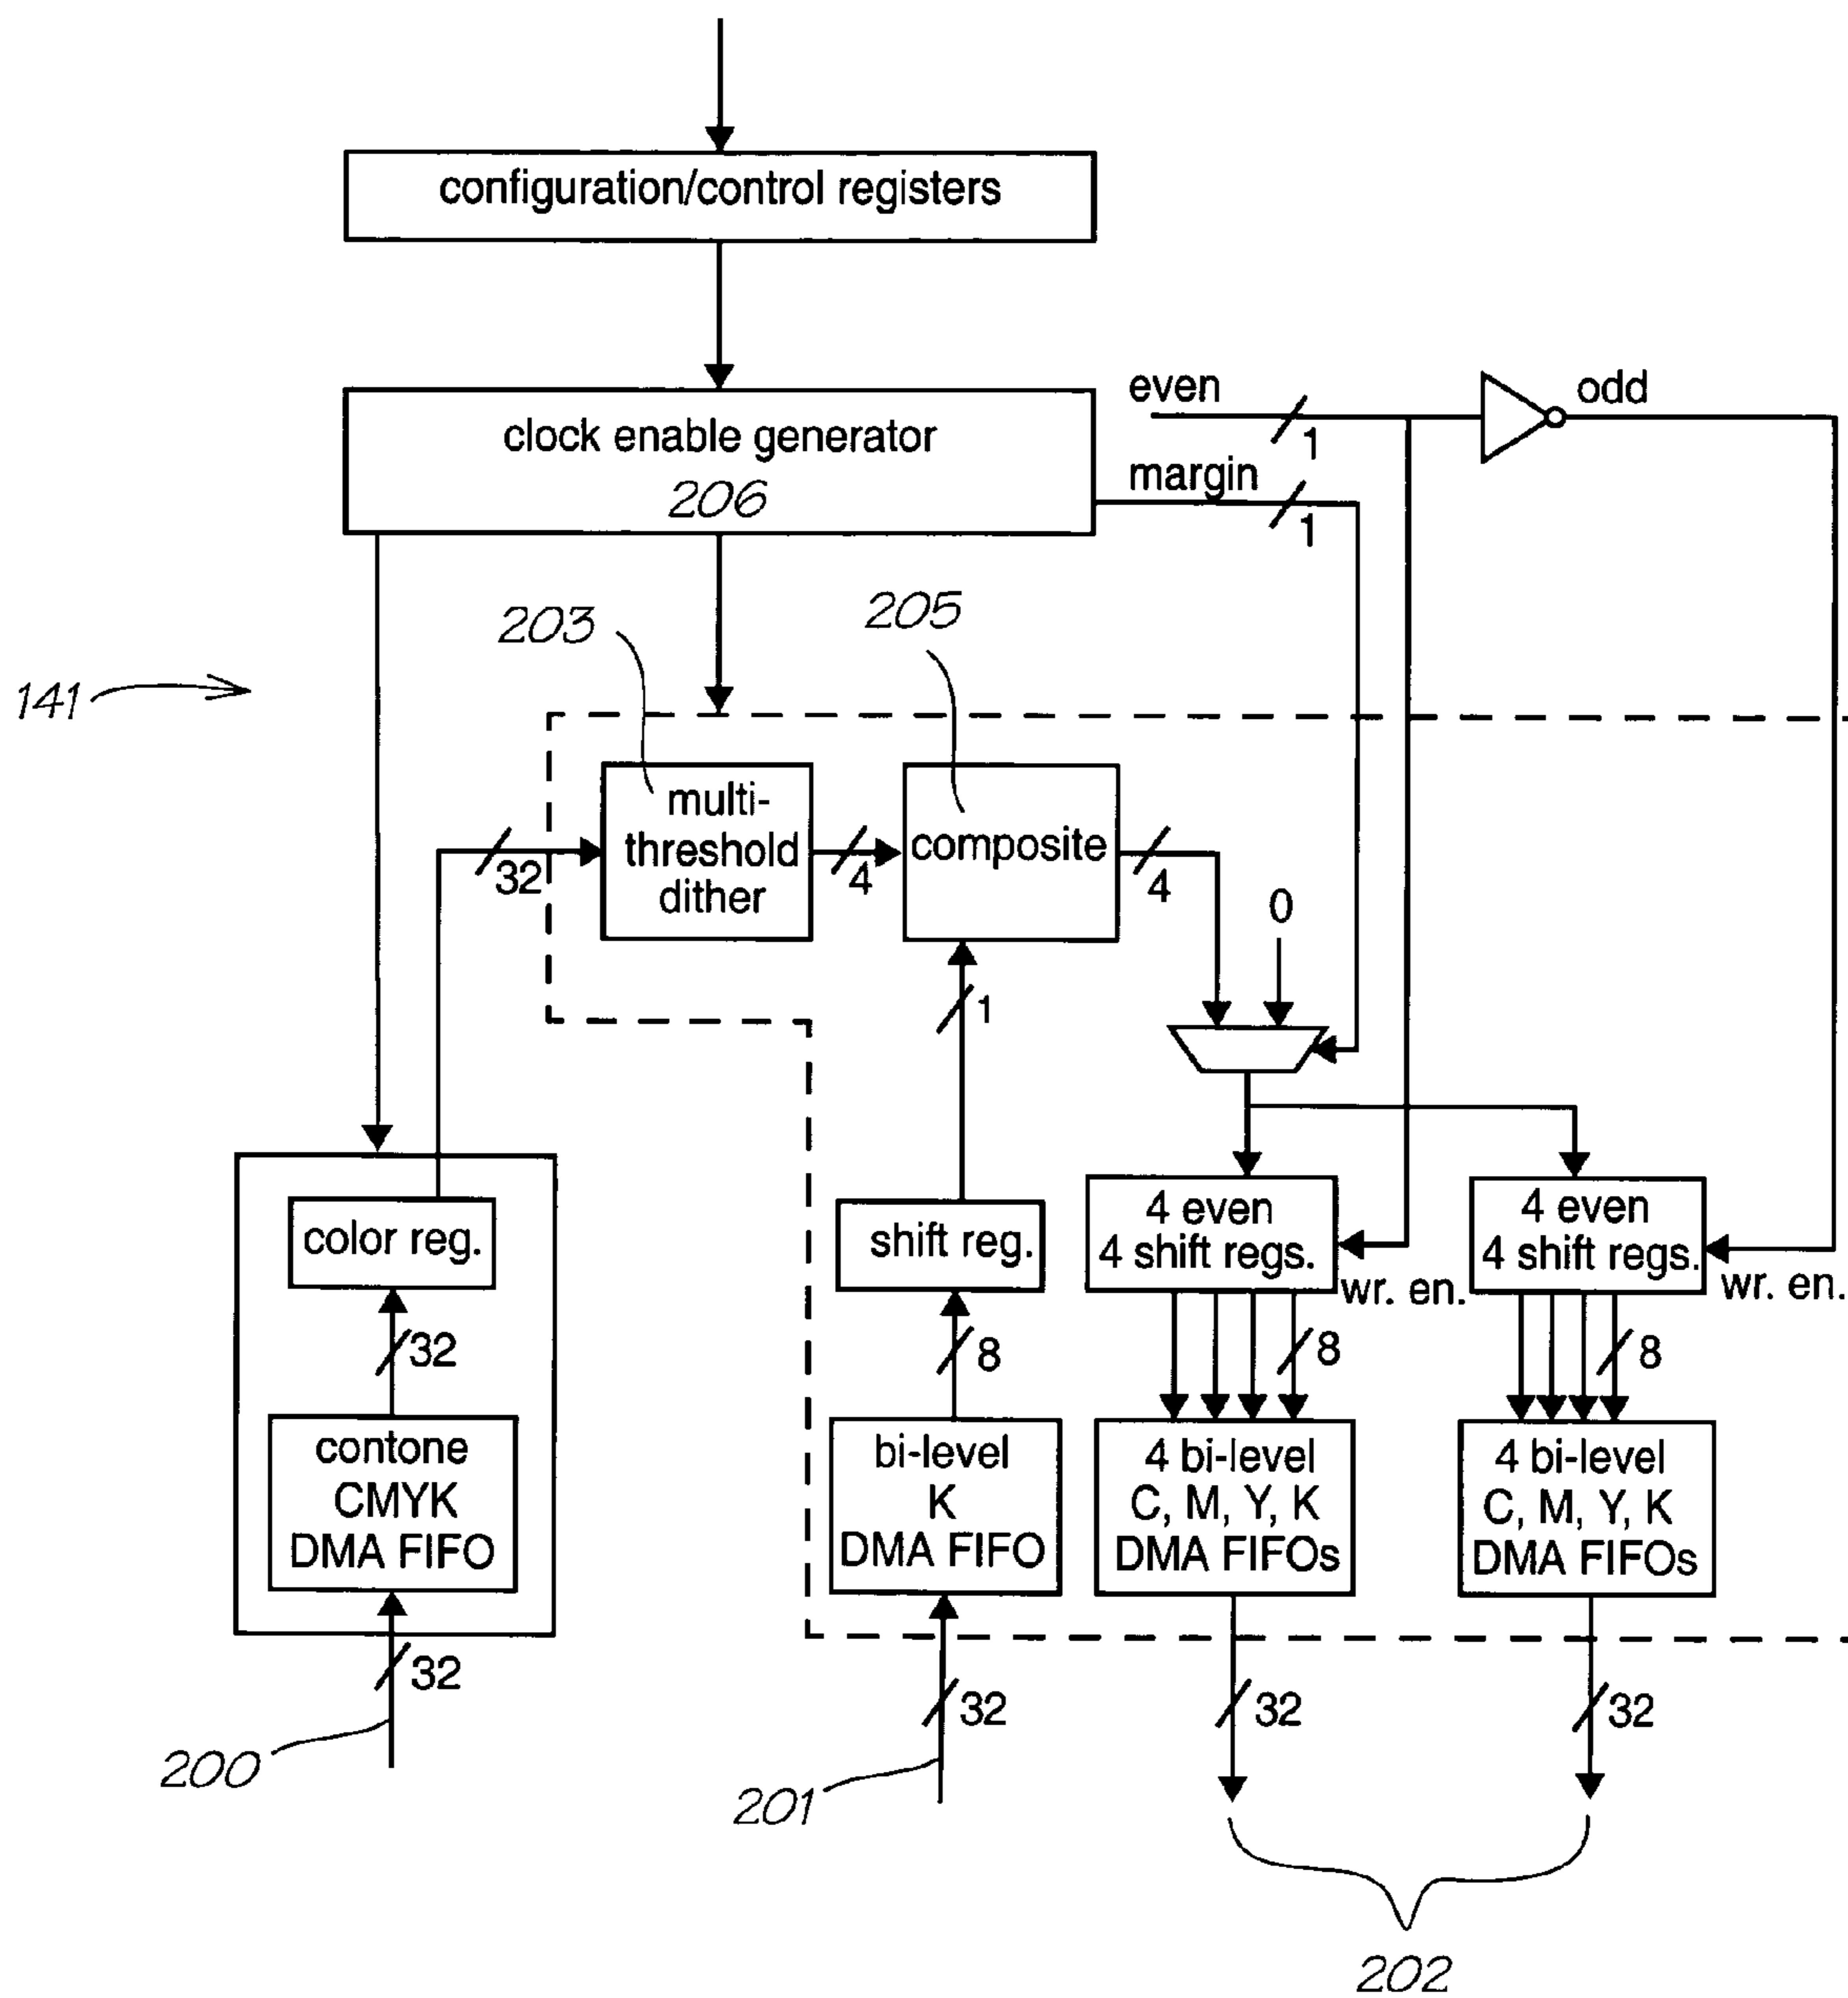 configuration/control registers
clock enable generator
206
even
1
odd
margin
1
203
205
141
multi-
threshold
dither
composite
32
4
4
0
1
color reg.
shift reg.
4 even
4 shift regs.
wr. en.
4 even
4 shift regs.
wr. en.
32
8
8
8
contone
CMYK
DMA FIFO
bi-level
K
DMA FIFO
4 bi-level
C, M, Y, K
DMA FIFOs
4 bi-level
C, M, Y, K
DMA FIFOs
32
32
32
32
200
201
202